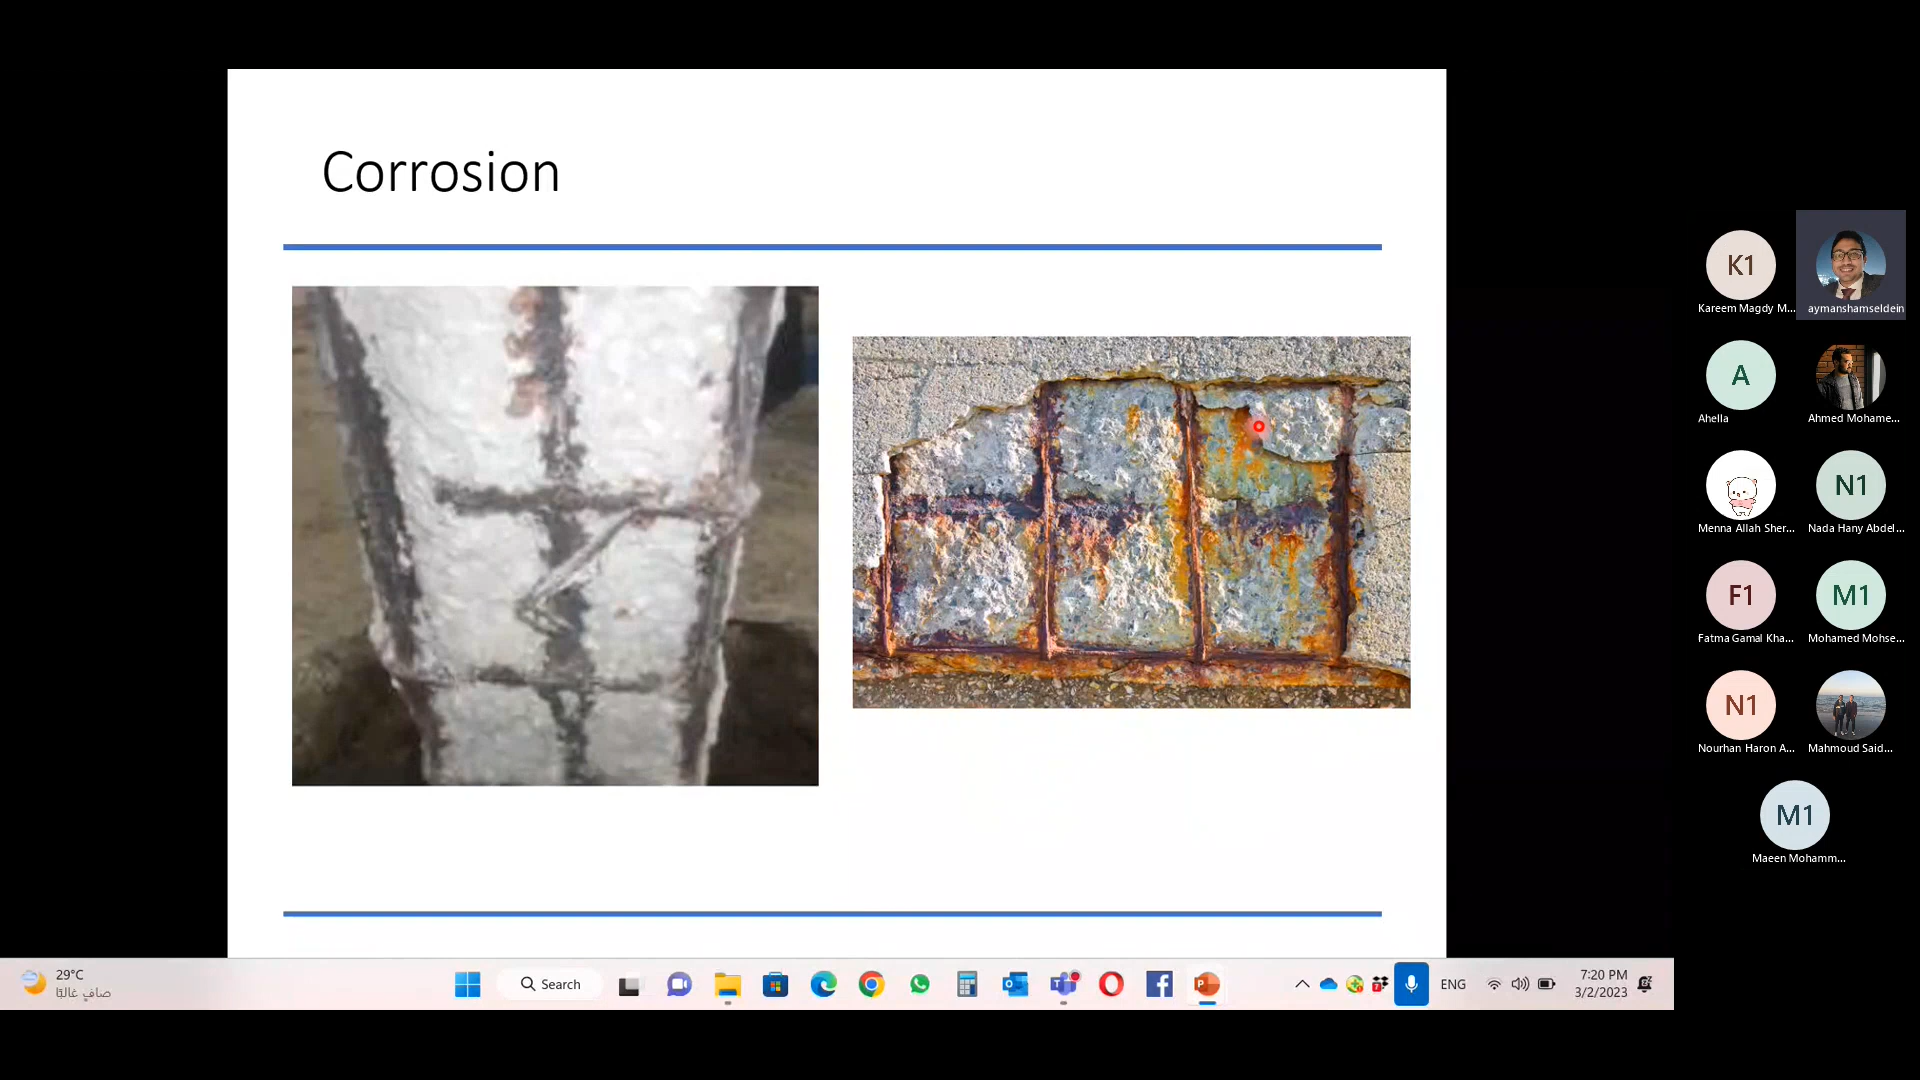 Corrosion
K1
Kareem Magdy M...
aymanshamseldein
A
Ahella
Ahmed Mohame...
Menna Allah Sher...
N1
Nada Hany Abdel...
F1
Fatma Gamal Kha...
M1
Mohamed Mohse...
N1
Nourhan Haron A...
Mahmoud Said...
M1
Maeen Mohamm...
29°C
صافٍ غالبًا
Search
ENG
7:20 PM
3/2/2023